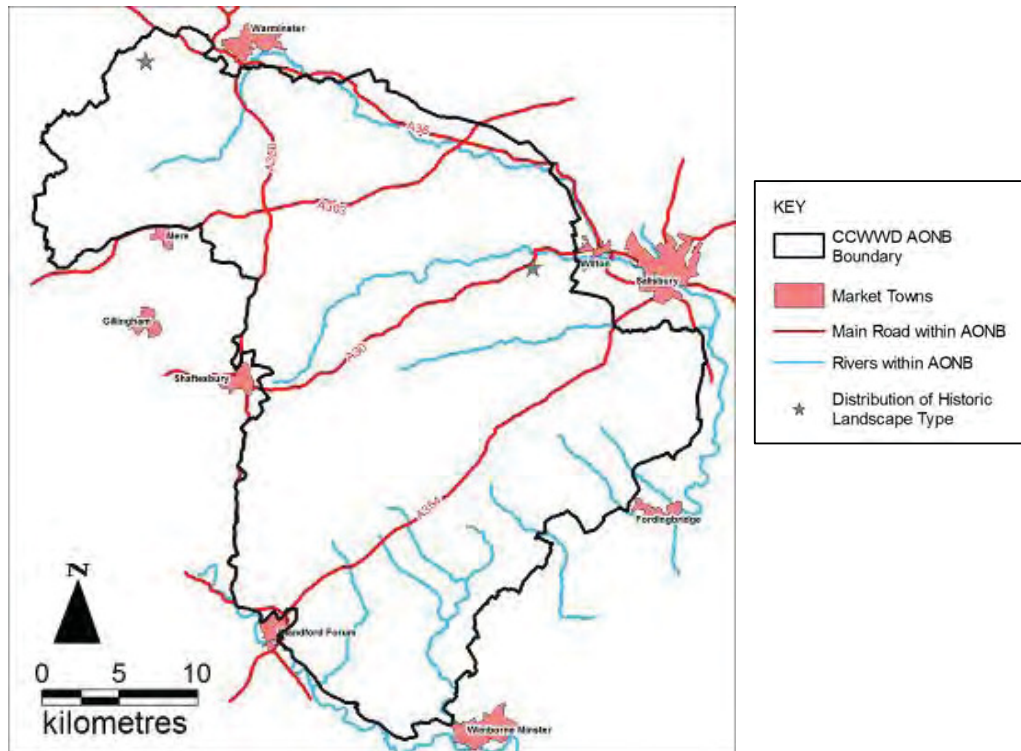 Warminster
A36
A350
A303
Mere
Wilton
Salisbury
Gillingham
A30
Shaftesbury
A354
Fordingbridge
N
Blandford Forum
0 5 10
kilometres
Wimborne Minster
KEY
CCWWD AONB
Boundary
Market Towns
Main Road within AONB
Rivers within AONB
Distribution of Historic
Landscape Type